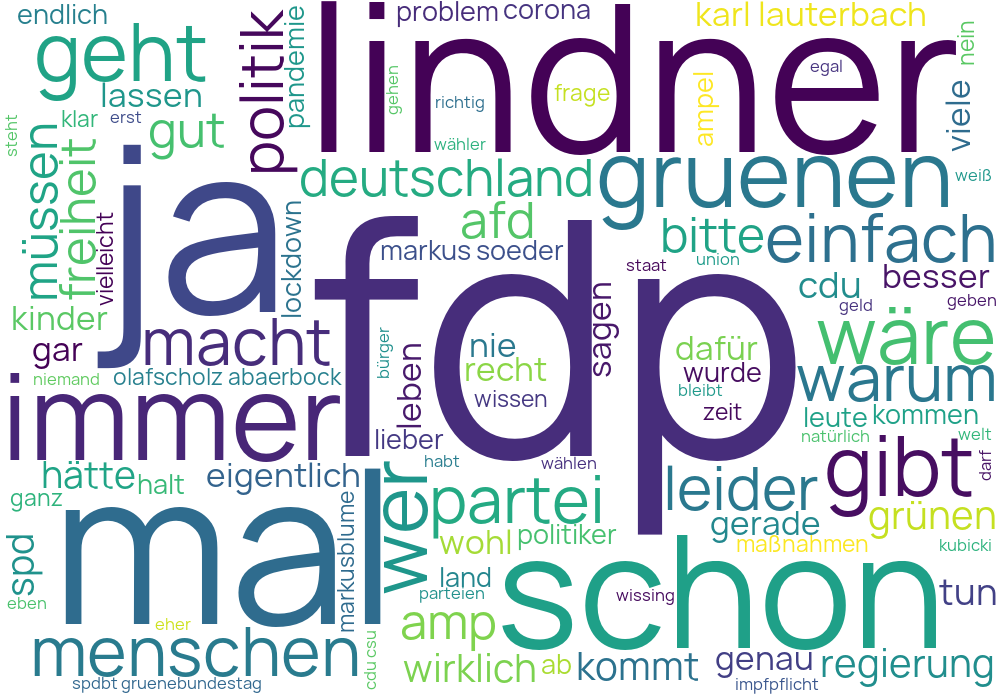 endlich
problem corona
karl lauterbach
geht
politik
pandemie
lindner
nein
gehen
egal
lassen
frage
richtig
ampel
viele
klar
erst
gut
steht
wähler
müssen
freiheit
deutschland
gruenen
weiß
ja
vielleicht
lockdown
afd
bitte
einfach
markus soeder
union
staat
cdu
besser
geben
kinder
macht
fdp
sagen
geld
wäre
gar
bürger
leben
nie
dafür
recht
wurde
warum
niemand
olafscholz abaerbock
wissen
bleibt
zeit
leute
kommen
immer
lieber
natürlich
welt
habt
wählen
gibt
darf
hätte
halt
eigentlich
wer
partei
leider
ganz
markusblume
gerade
grünen
mal
wohl
politiker
maßnahmen
kubicki
spd
schon
land
parteien
wissing
tun
eben
eher
amp
menschen
cdu csu
wirklich
ab
kommt
genau
regierung
spdbt gruenebundestag
impfpflicht